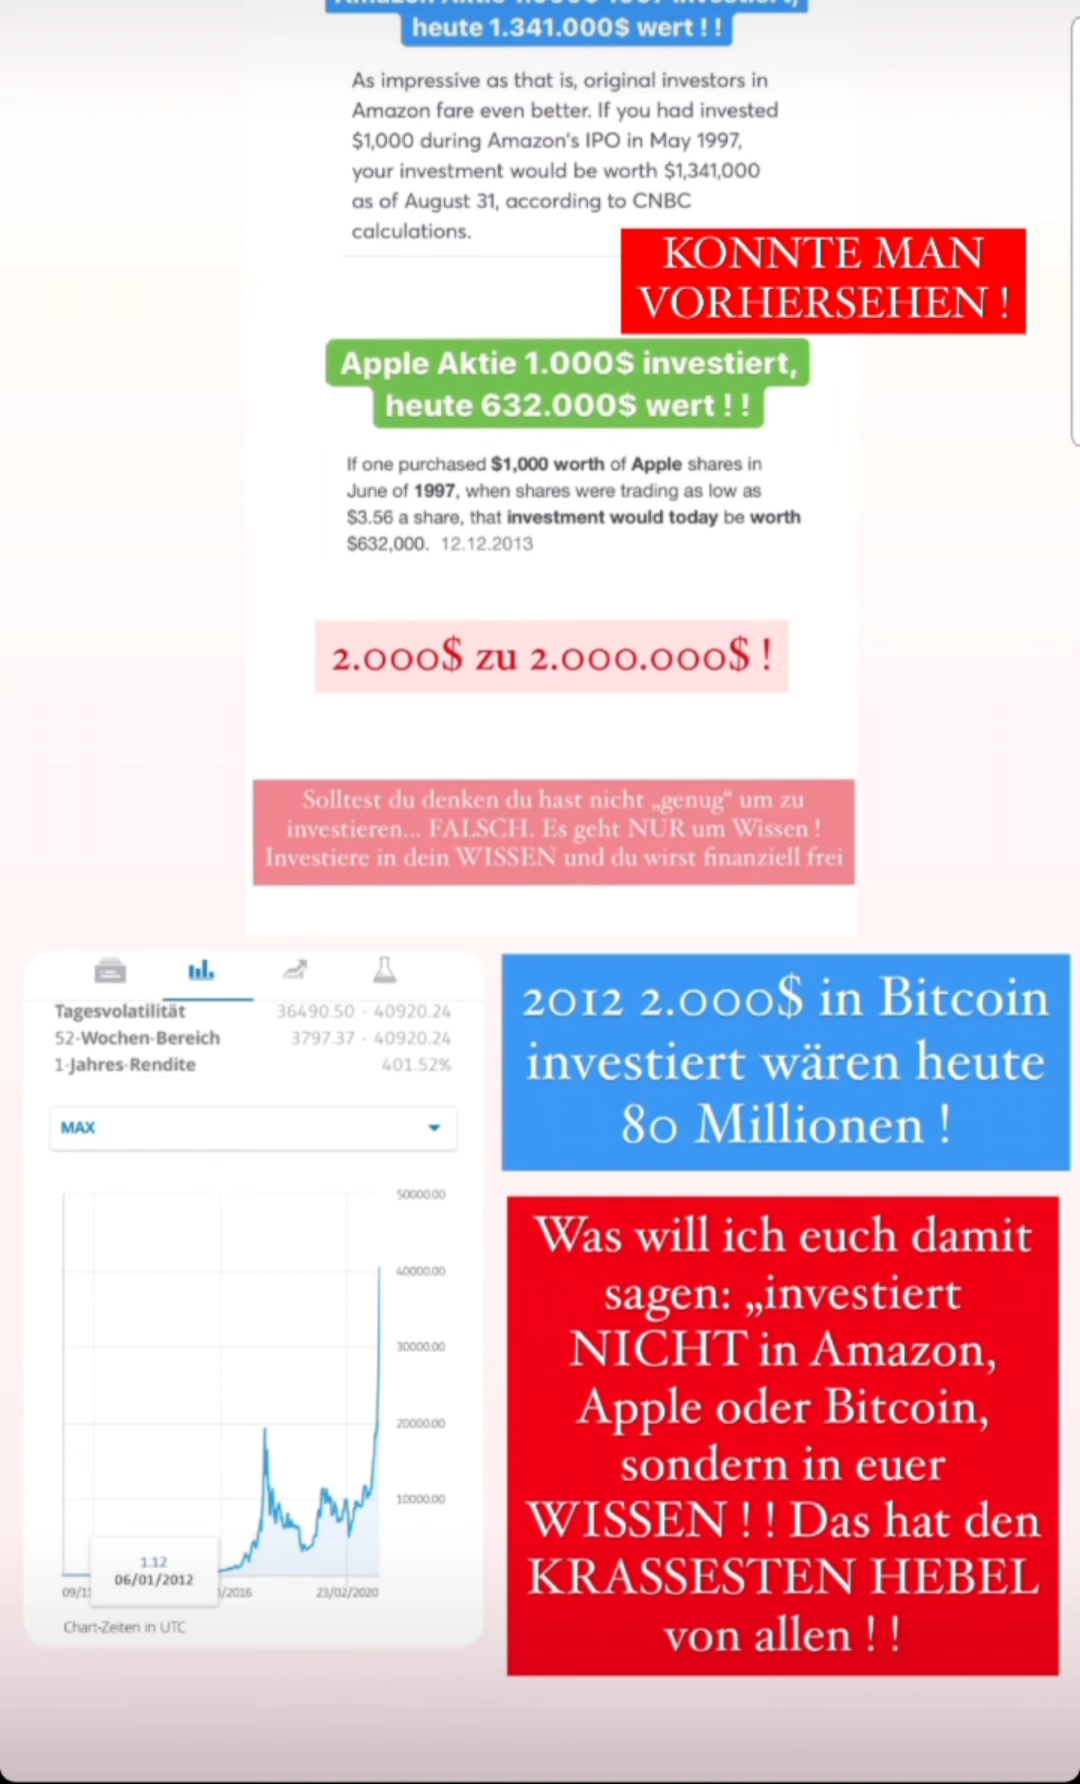 Amazon Aktie 1.000$ 1997 investiert,
heute 1.341.000$ wert ! !
As impressive as that is, original investors in
Amazon fare even better. If you had invested
$1,000 during Amazon's IPO in May 1997,
your investment would be worth $1,341,000
as of August 31, according to CNBC
calculations.
KONNTE MAN
VORHERSEHEN !
Apple Aktie 1.000$ investiert,
heute 632.000$ wert ! !
If one purchased $1,000 worth of Apple shares in
June of 1997, when shares were trading as low as
$3.56 a share, that investment would today be worth
$632,000. 12.12.2013
2.000$ zu 2.000.000$ !
Solltest du denken du hast nicht „genug“ um zu
investieren... FALSCH. Es geht NUR um Wissen !
Investiere in dein WISSEN und du wirst finanziell frei
Tagesvolatilität 36490.50 - 40920.24
52-Wochen-Bereich 3797.37 - 40920.24
1-Jahres-Rendite 401.52%
MAX
50000.00
40000.00
30000.00
20000.00
10000.00
1.12
06/01/2012
09/1 /2016 23/02/2020
Chart-Zeiten in UTC
2012 2.000$ in Bitcoin
investiert wären heute
80 Millionen !
Was will ich euch damit
sagen: „investiert
NICHT in Amazon,
Apple oder Bitcoin,
sondern in euer
WISSEN ! ! Das hat den
KRASSESTEN HEBEL
von allen ! !